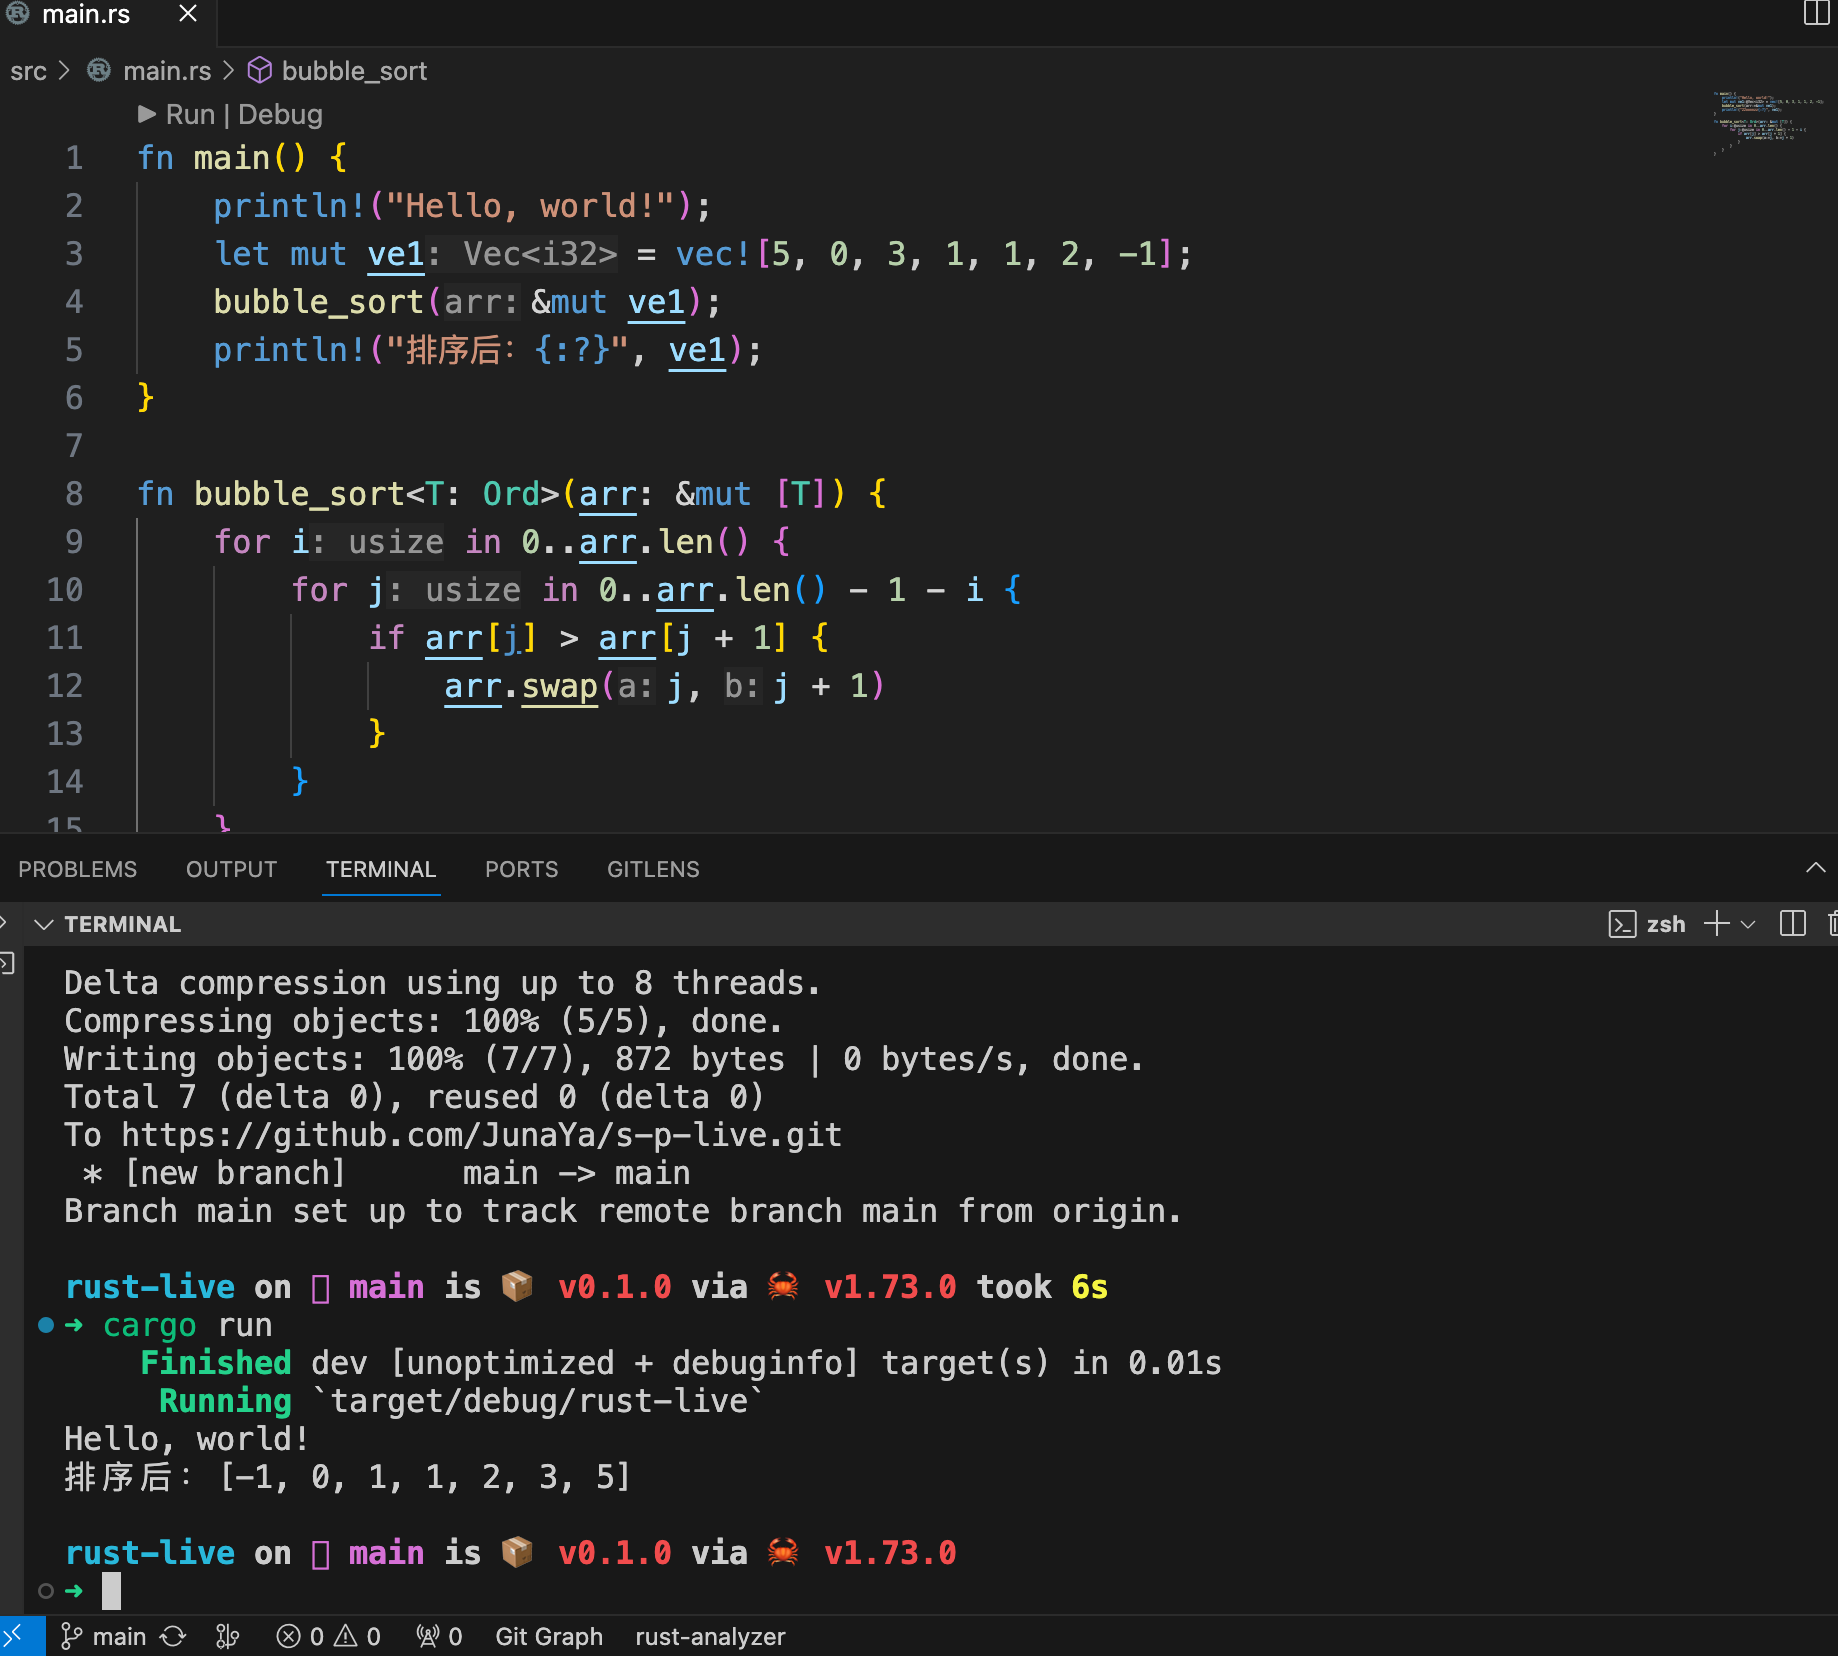 main.rs
src > main.rs > bubble_sort
Run | Debug
1 fn main() {
2     println!("Hello, world!");
3     let mut ve1: Vec<i32> = vec![5, 0, 3, 1, 1, 2, -1];
4     bubble_sort(arr: &mut ve1);
5     println!("排序后：{:?}", ve1);
6 }
7
8 fn bubble_sort<T: Ord>(arr: &mut [T]) {
9     for i: usize in 0..arr.len() {
10         for j: usize in 0..arr.len() - 1 - i {
11             if arr[j] > arr[j + 1] {
12                 arr.swap(a: j, b: j + 1)
13             }
14         }
15     }
PROBLEMS OUTPUT TERMINAL PORTS GITLENS
TERMINAL zsh
Delta compression using up to 8 threads.
Compressing objects: 100% (5/5), done.
Writing objects: 100% (7/7), 872 bytes | 0 bytes/s, done.
Total 7 (delta 0), reused 0 (delta 0)
To https://github.com/JunaYa/s-p-live.git
 * [new branch]      main -> main
Branch main set up to track remote branch main from origin.
rust-live on main is 📦 v0.1.0 via 🦀 v1.73.0 took 6s
➜ cargo run
    Finished dev [unoptimized + debuginfo] target(s) in 0.01s
     Running `target/debug/rust-live`
Hello, world!
排序后：[-1, 0, 1, 1, 2, 3, 5]
rust-live on main is 📦 v0.1.0 via 🦀 v1.73.0
➜
main 0 0 0 Git Graph rust-analyzer